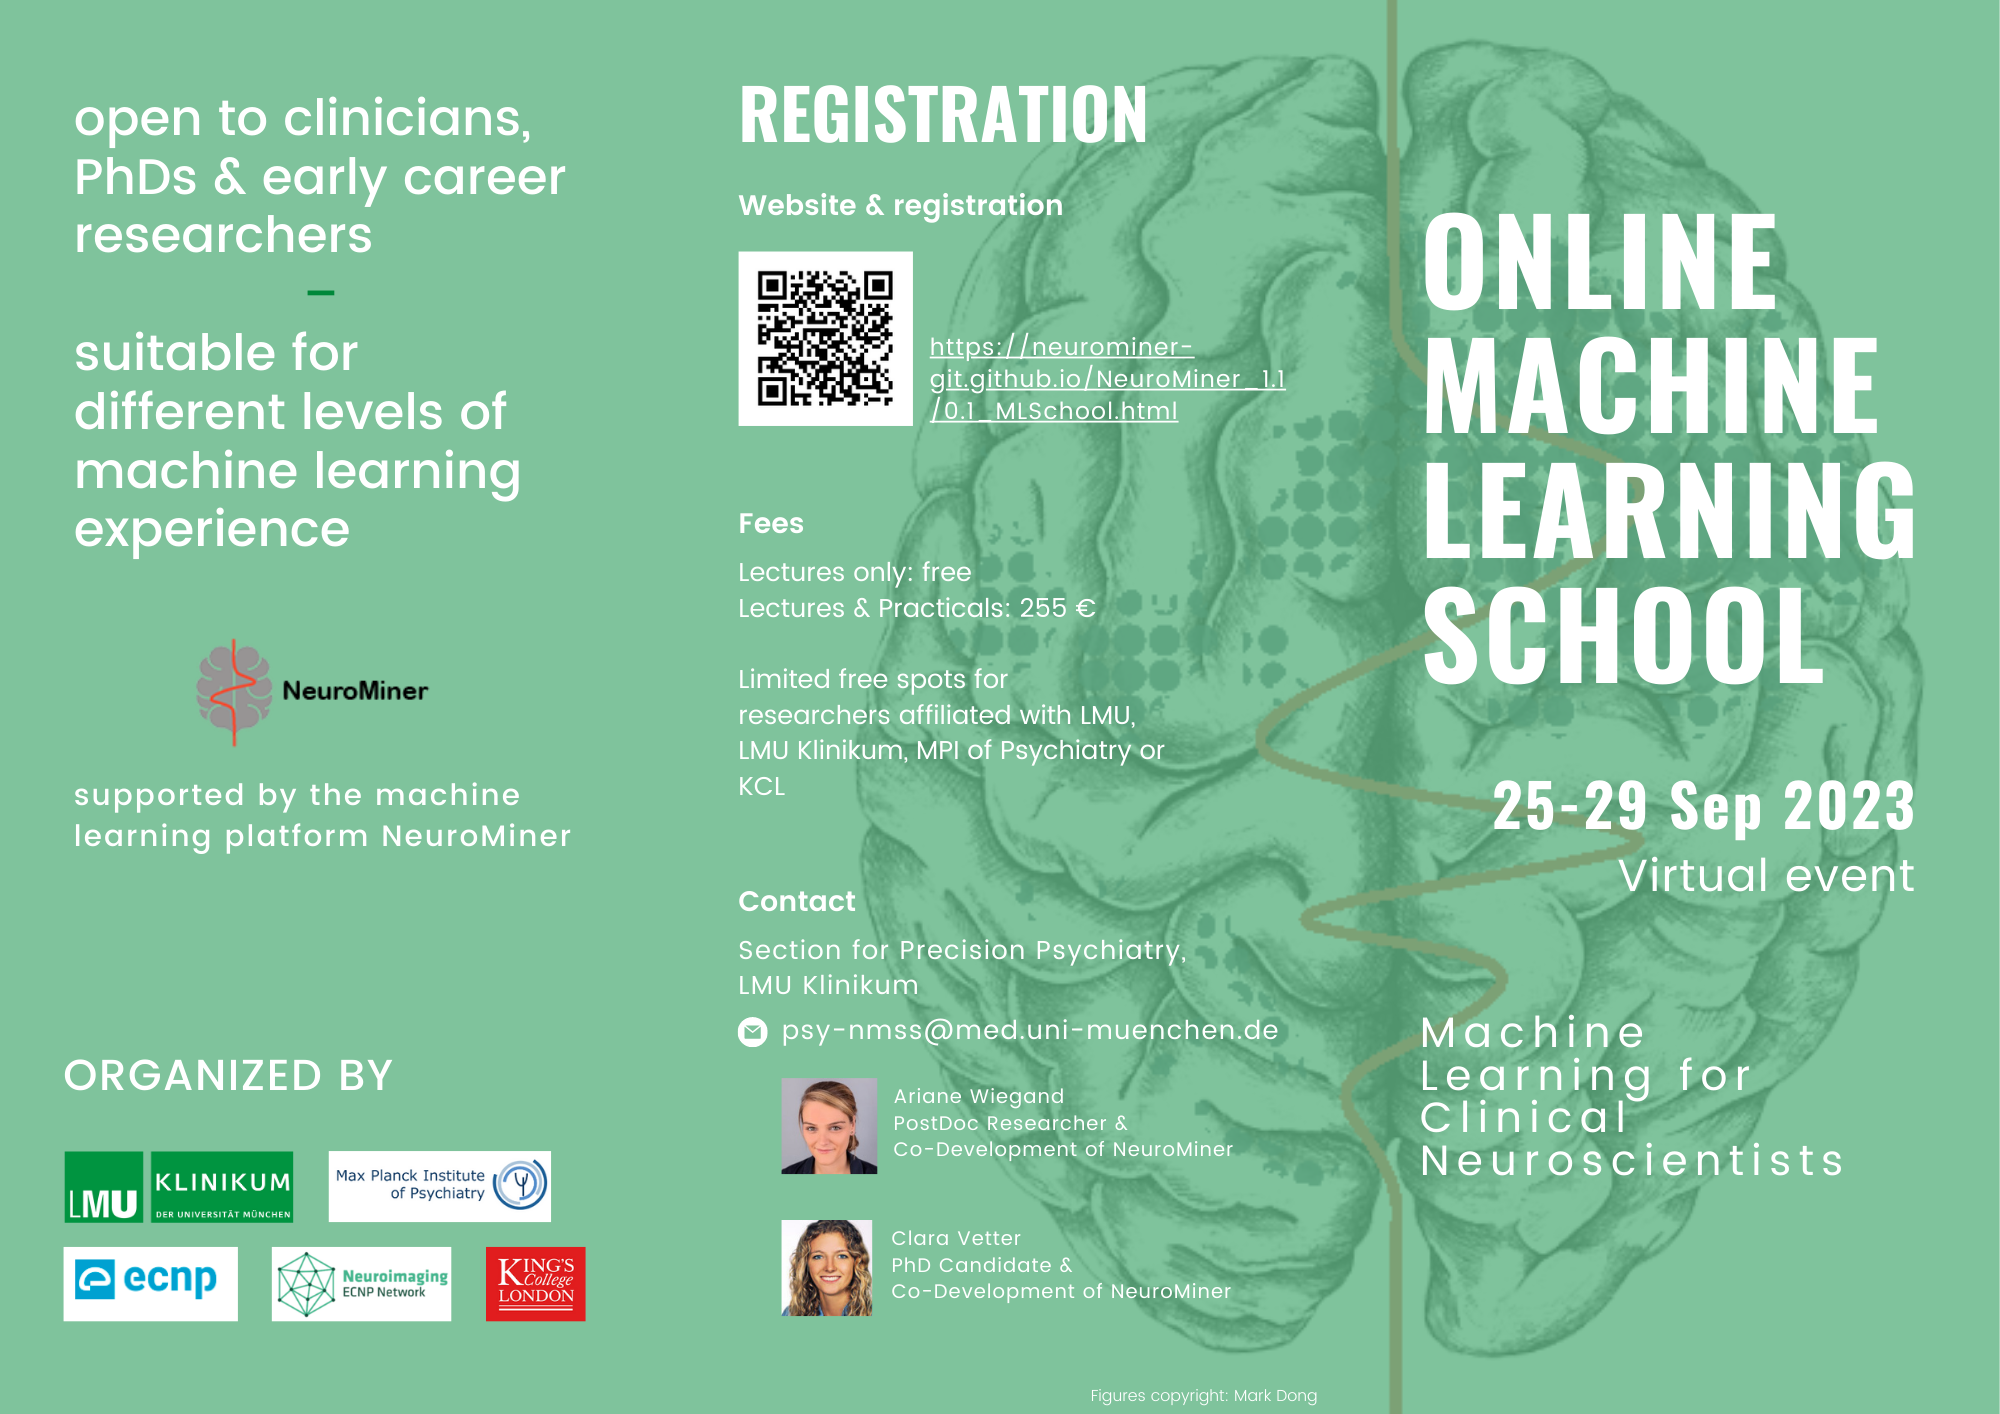 open to clinicians,
PhDs & early career
researchers
–
suitable for
different levels of
machine learning
experience
NeuroMiner
supported by the machine
learning platform NeuroMiner
ORGANIZED BY
LMU KLINIKUM
DER UNIVERSITÄT MÜNCHEN
Max Planck Institute
of Psychiatry
ecnp
Neuroimaging
ECNP Network
KING'S
College
LONDON
REGISTRATION
Website & registration
https://neurominer-
git.github.io/NeuroMiner_1.1
/0.1_MLSchool.html
Fees
Lectures only: free
Lectures & Practicals: 255 €
Limited free spots for
researchers affiliated with LMU,
LMU Klinikum, MPI of Psychiatry or
KCL
Contact
Section for Precision Psychiatry,
LMU Klinikum
psy-nmss@med.uni-muenchen.de
Ariane Wiegand
PostDoc Researcher &
Co-Development of NeuroMiner
Clara Vetter
PhD Candidate &
Co-Development of NeuroMiner
Figures copyright: Mark Dong
ONLINE
MACHINE
LEARNING
SCHOOL
25-29 Sep 2023
Virtual event
Machine
Learning for
Clinical
Neuroscientists